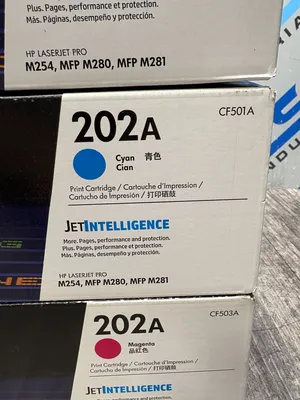 Plus. Pages, performance et protection.
Más. Páginas, desempeño y protección.
HP LASERJET PRO
M254, MFP M280, MFP M281
CF501A
202A
Cyan 青色
Cian
Print Cartridge / Cartouche d'Impression /
Cartucho de Impresión / 打印硒鼓
JETINTELLIGENCE
More. Pages, performance and protection.
Plus. Pages, performance et protection.
Más. Páginas, desempeño y protección.
HP LASERJET PRO
M254, MFP M280, MFP M281
CF503A
202A
Magenta
品红色
Print Cartridge / Cartouche d'Impression /
Cartucho de Impresión / 打印硒鼓
JETINTELLIGENCE